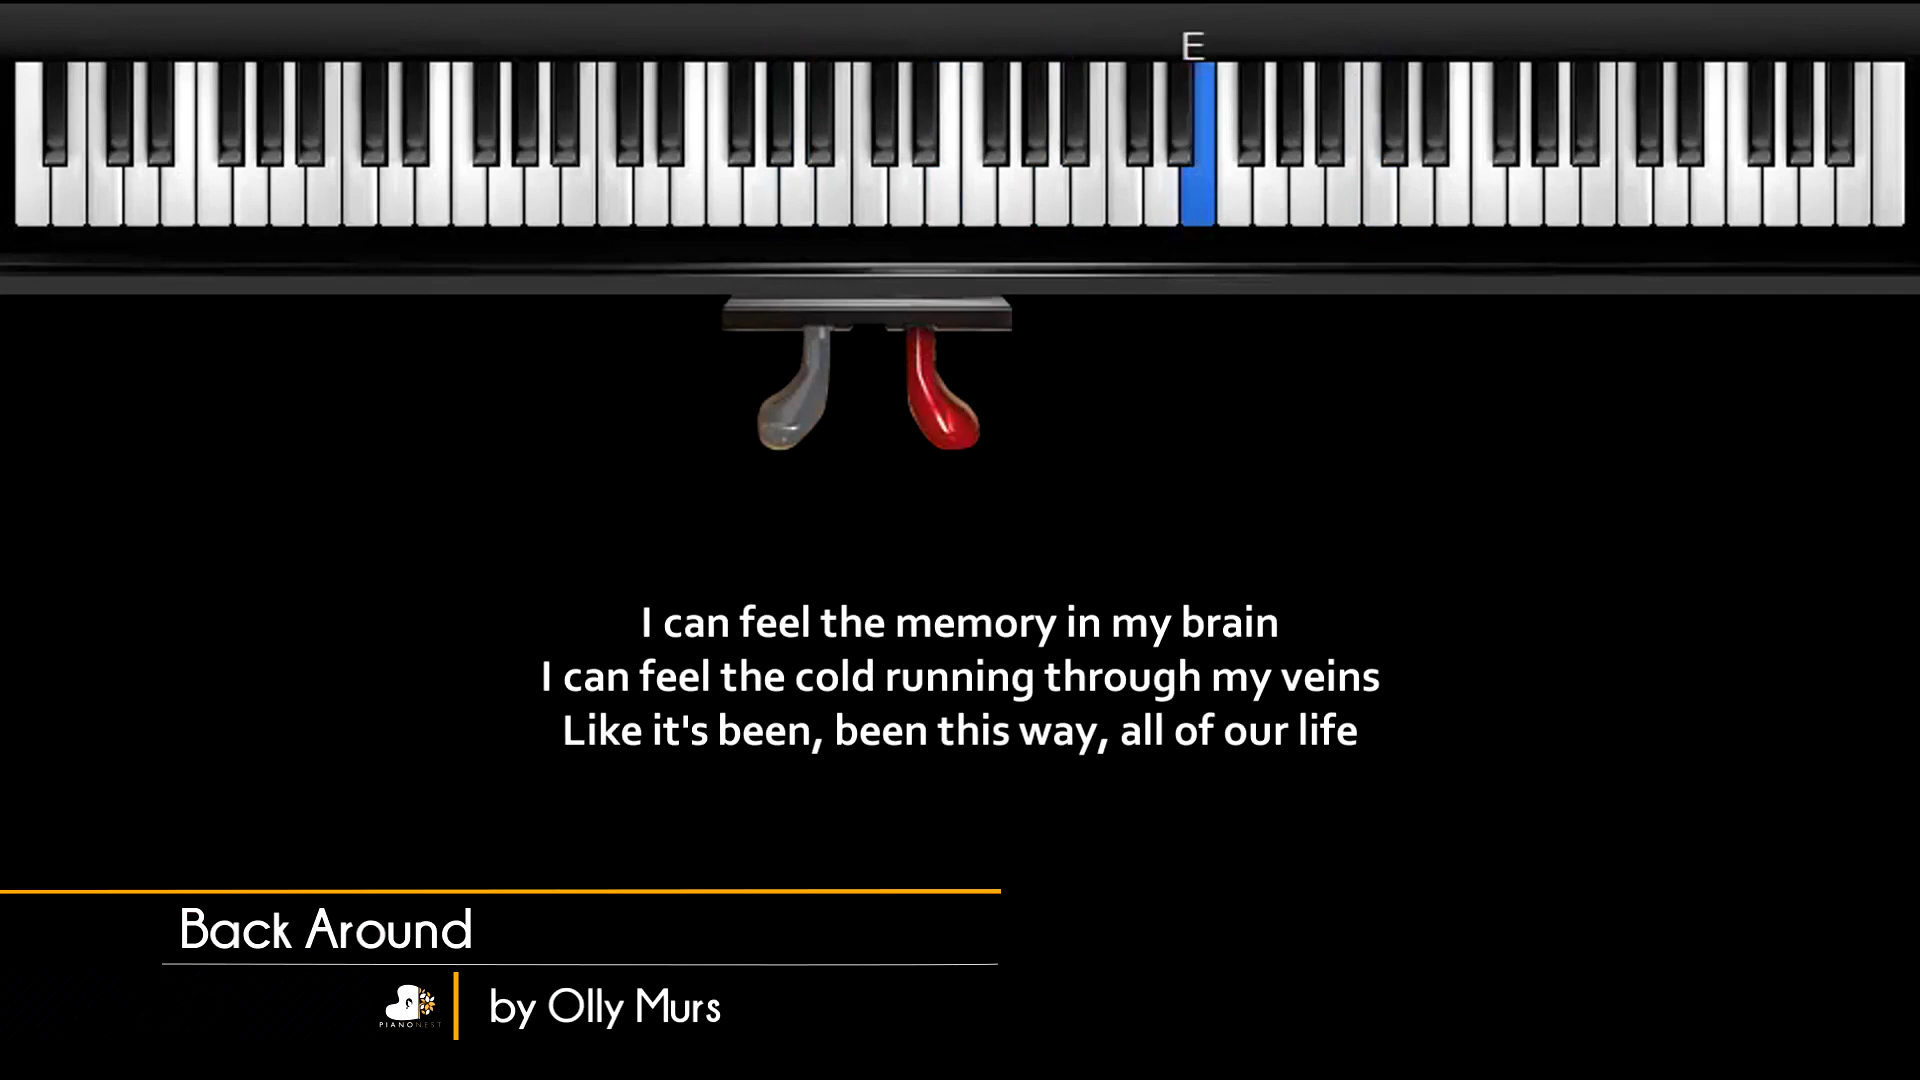 E
I can feel the memory in my brain
I can feel the cold running through my veins
Like it's been, been this way, all of our life
Back Around
PIANONEST
by Olly Murs